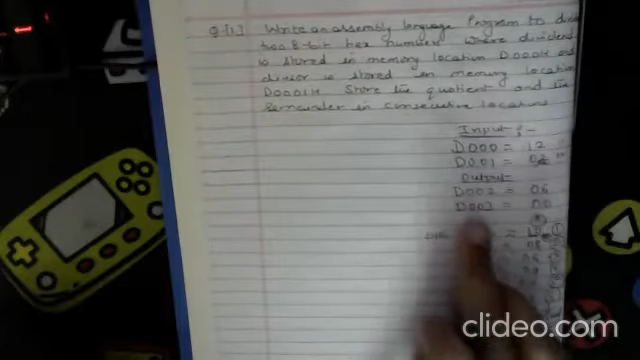 Q.[1] Write an assembly language Program to divide
two 8-bit hex numbers where dividend
is stored in memory location D000H and
divisor is stored in memory location
D0001H Store the quotient and the
remainder in consecutive locations
Input :-
D000 = 12
D001 =
Output =
D002 = 06
D003 = 00
clideo.com